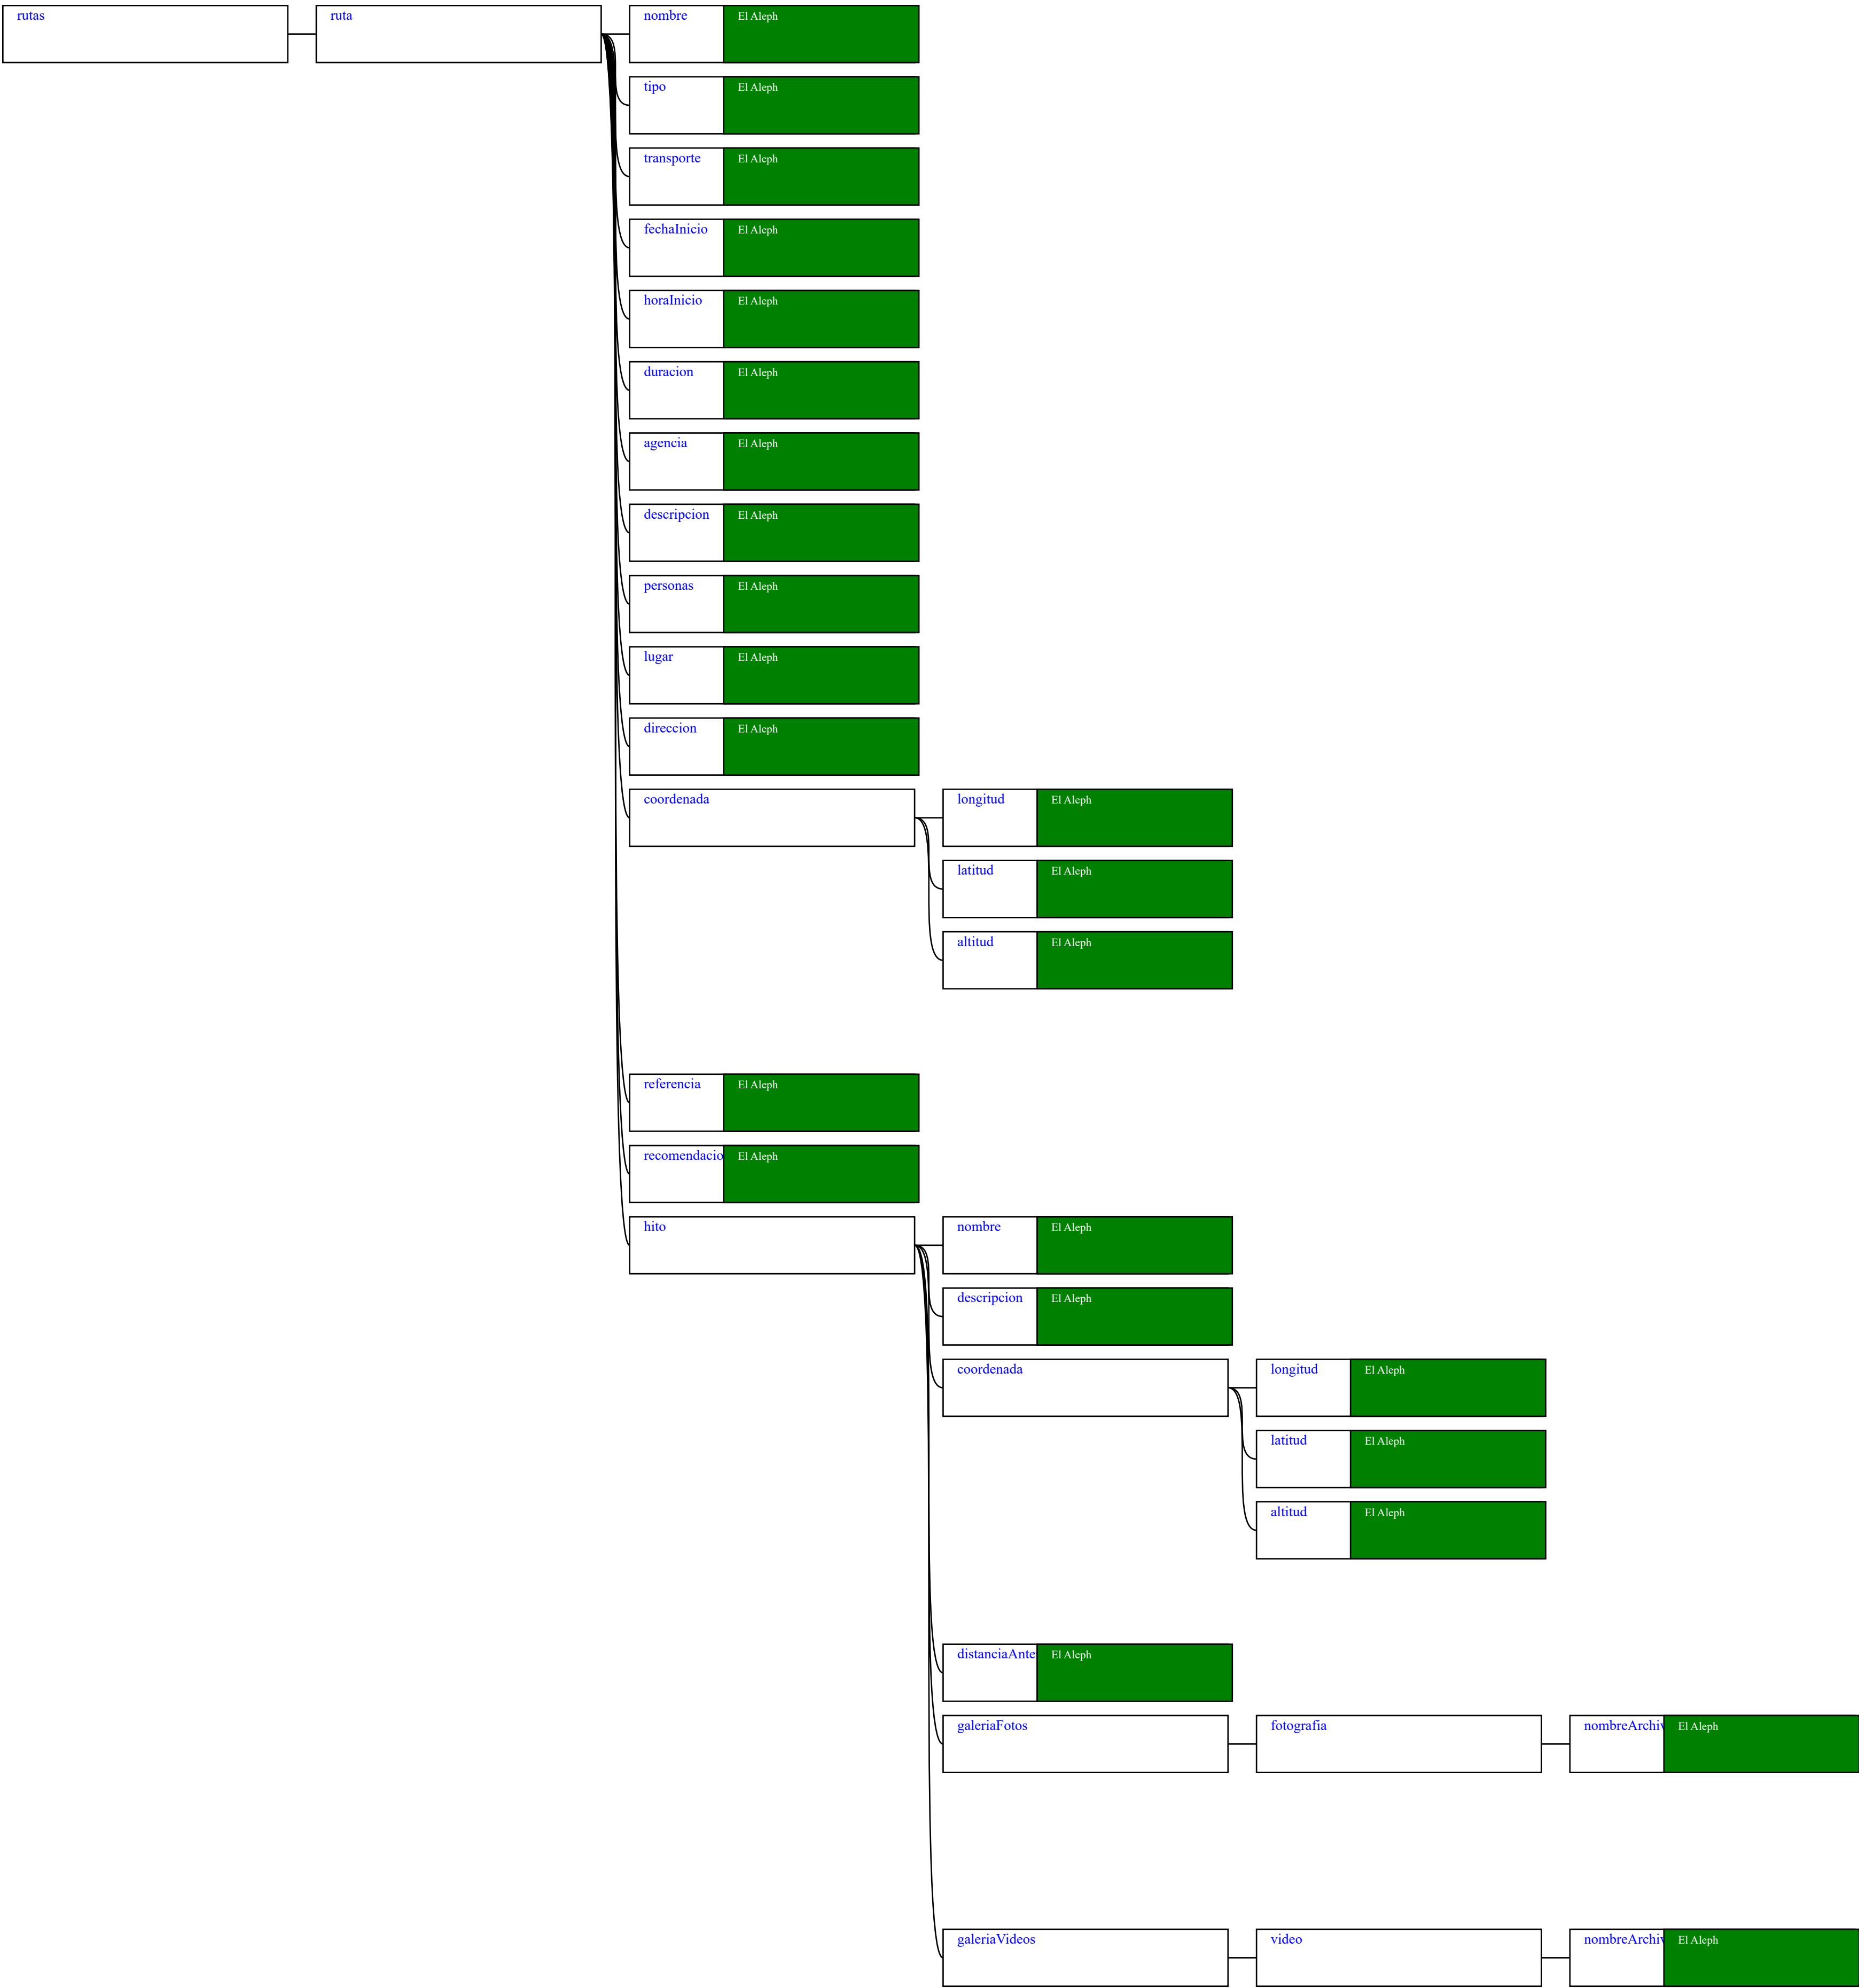 rutas
ruta
nombre El Aleph
tipo El Aleph
transporte El Aleph
fechaInicio El Aleph
horaInicio El Aleph
duracion El Aleph
agencia El Aleph
descripcion El Aleph
personas El Aleph
lugar El Aleph
direccion El Aleph
coordenada
longitud El Aleph
latitud El Aleph
altitud El Aleph
referencia El Aleph
recomendacio El Aleph
hito
nombre El Aleph
descripcion El Aleph
coordenada
longitud El Aleph
latitud El Aleph
altitud El Aleph
distanciaAnte El Aleph
galeriaFotos
fotografia
nombreArchiv El Aleph
galeriaVideos
video
nombreArchiv El Aleph